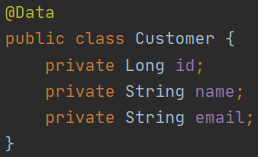 @Data
public class Customer {
    private Long id;
    private String name;
    private String email;
}